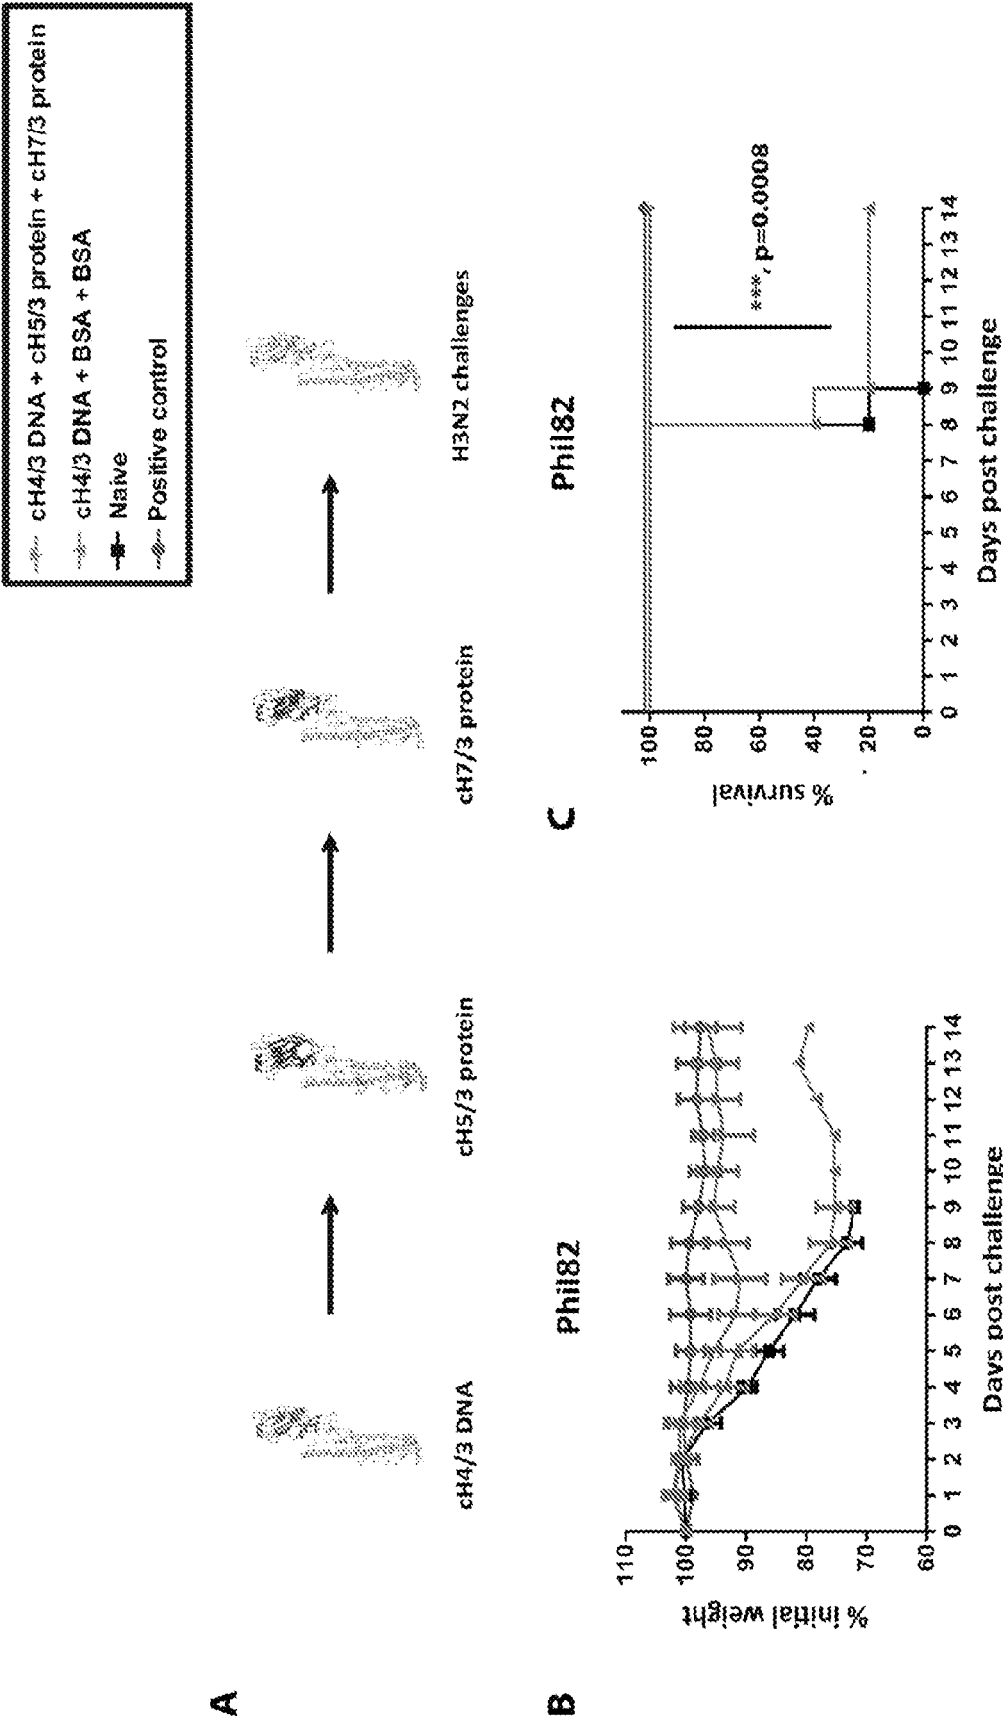 cH4/3 DNA + cH5/3 protein + cH7/3 protein
cH4/3 DNA + BSA + BSA
Naive
Positive control
A
cH4/3 DNA
cH5/3 protein
cH7/3 protein
H3N2 challenges
B
Phil82
% initial weight
110
100
90
80
70
60
0 1 2 3 4 5 6 7 8 9 10 11 12 13 14
Days post challenge
C
Phil82
% survival
100
80
60
40
20
0
***, p=0.0008
0 1 2 3 4 5 6 7 8 9 10 11 12 13 14
Days post challenge